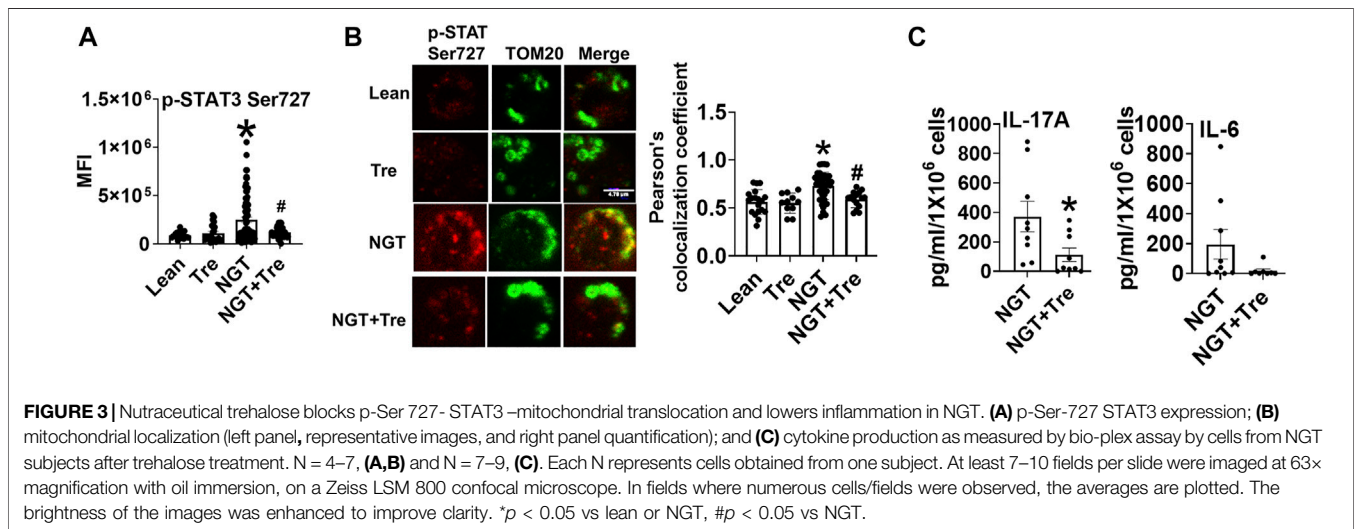 A
p-STAT3 Ser727
1.5×10⁶
1×10⁶
5×10⁵
0
MFI
*
#
Lean
Tre
NGT
NGT+Tre
B
p-STAT
Ser727 TOM20 Merge
Lean
Tre
4.78 µm
NGT
NGT+Tre
Pearson's
colocalization coefficient
1.5
1.0
0.5
0.0
*
#
Lean
Tre
NGT
NGT+Tre
C
IL-17A
pg/ml/1X10⁶ cells
1000
800
600
400
200
0
*
NGT
NGT+Tre
IL-6
pg/ml/1X10⁶ cells
1000
800
600
400
200
0
NGT
NGT+Tre
FIGURE 3 | Nutraceutical trehalose blocks p-Ser 727- STAT3 –mitochondrial translocation and lowers inflammation in NGT. (A) p-Ser-727 STAT3 expression; (B)
mitochondrial localization (left panel, representative images, and right panel quantification); and (C) cytokine production as measured by bio-plex assay by cells from NGT
subjects after trehalose treatment. N = 4–7, (A,B) and N = 7–9, (C). Each N represents cells obtained from one subject. At least 7–10 fields per slide were imaged at 63×
magnification with oil immersion, on a Zeiss LSM 800 confocal microscope. In fields where numerous cells/fields were observed, the averages are plotted. The
brightness of the images was enhanced to improve clarity. *p < 0.05 vs lean or NGT, #p < 0.05 vs NGT.